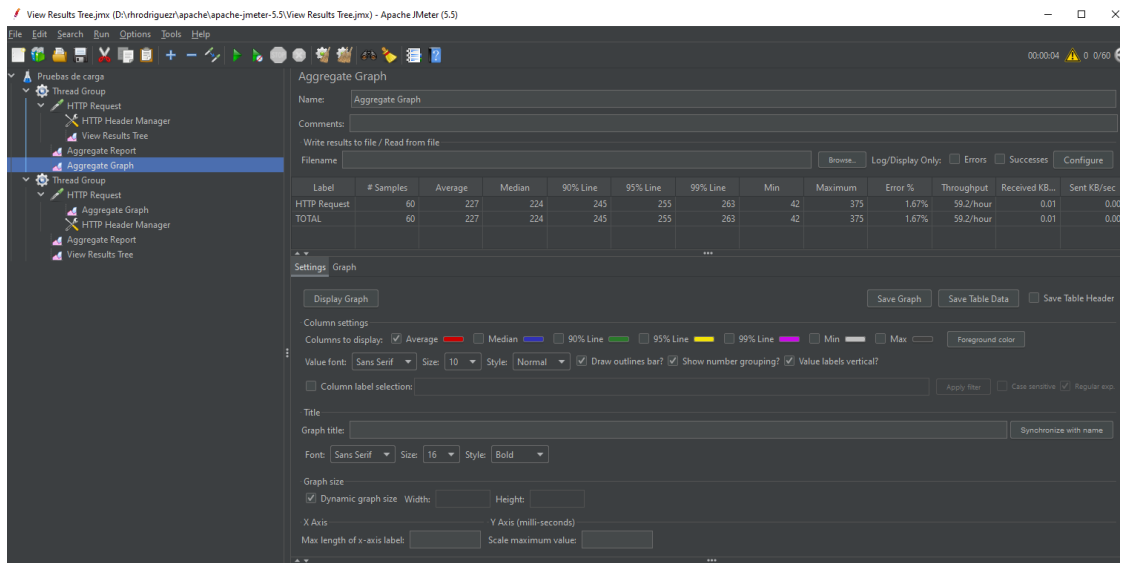 View Results Tree.jmx (D:\rhrodriguezr\apache\apache-jmeter-5.5\View Results Tree.jmx) - Apache JMeter (5.5)
File Edit Search Run Options Tools Help
00:00:04 0 0/60
Pruebas de carga
Thread Group
HTTP Request
HTTP Header Manager
View Results Tree
Aggregate Report
Aggregate Graph
Thread Group
HTTP Request
Aggregate Graph
HTTP Header Manager
Aggregate Report
View Results Tree
Aggregate Graph
Name: Aggregate Graph
Comments:
Write results to file / Read from file
Filename Browse... Log/Display Only: Errors Successes Configure
Label # Samples Average Median 90% Line 95% Line 99% Line Min Maximum Error % Throughput Received KB... Sent KB/sec
HTTP Request 60 227 224 245 255 263 42 375 1.67% 59.2/hour 0.01 0.00
TOTAL 60 227 224 245 255 263 42 375 1.67% 59.2/hour 0.01 0.00
Settings Graph
Display Graph Save Graph Save Table Data Save Table Header
Column settings
Columns to display: Average Median 90% Line 95% Line 99% Line Min Max Foreground color
Value font: Sans Serif Size: 10 Style: Normal Draw outlines bar? Show number grouping? Value labels vertical?
Column label selection: Apply filter Case sensitive Regular exp.
Title
Graph title: Synchronize with name
Font: Sans Serif Size: 16 Style: Bold
Graph size
Dynamic graph size Width: Height:
X Axis Y Axis (milli-seconds)
Max length of x-axis label: Scale maximum value: